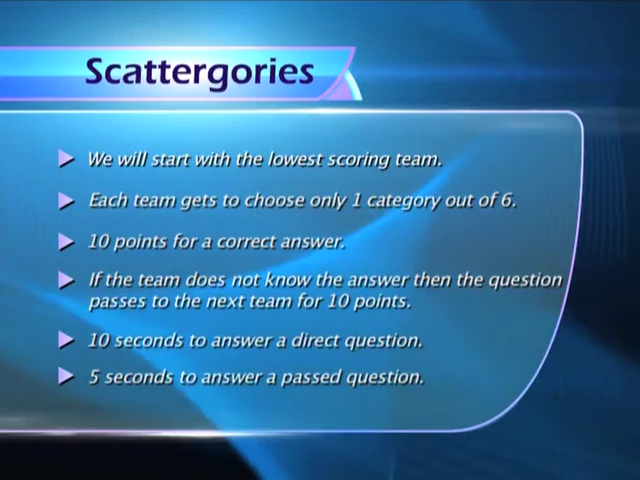 Scattergories
We will start with the lowest scoring team.
Each team gets to choose only 1 category out of 6.
10 points for a correct answer.
If the team does not know the answer then the question
passes to the next team for 10 points.
10 seconds to answer a direct question.
5 seconds to answer a passed question.